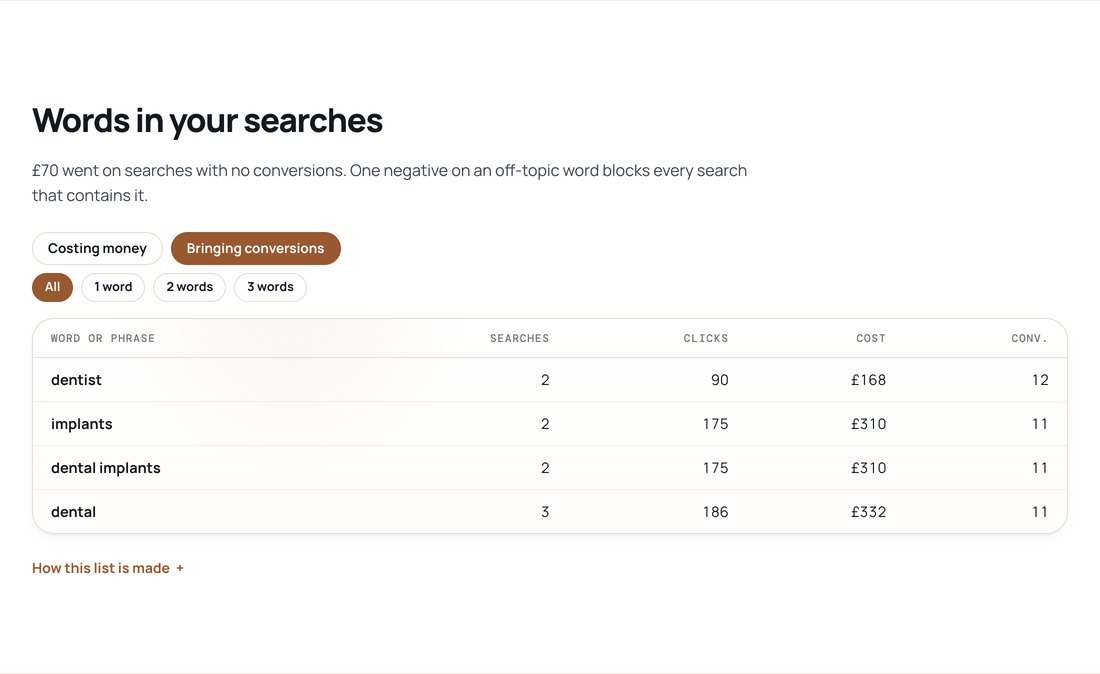 Words in your searches
£70 went on searches with no conversions. One negative on an off-topic word blocks every search
that contains it.
Costing money Bringing conversions
All 1 word 2 words 3 words
WORD OR PHRASE SEARCHES CLICKS COST CONV.
dentist 2 90 £168 12
implants 2 175 £310 11
dental implants 2 175 £310 11
dental 3 186 £332 11
How this list is made +